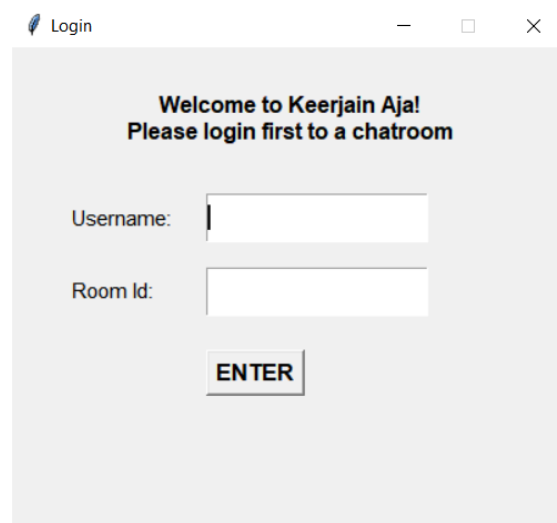 Login
Welcome to Keerjain Aja!
Please login first to a chatroom
Username:
Room Id:
ENTER